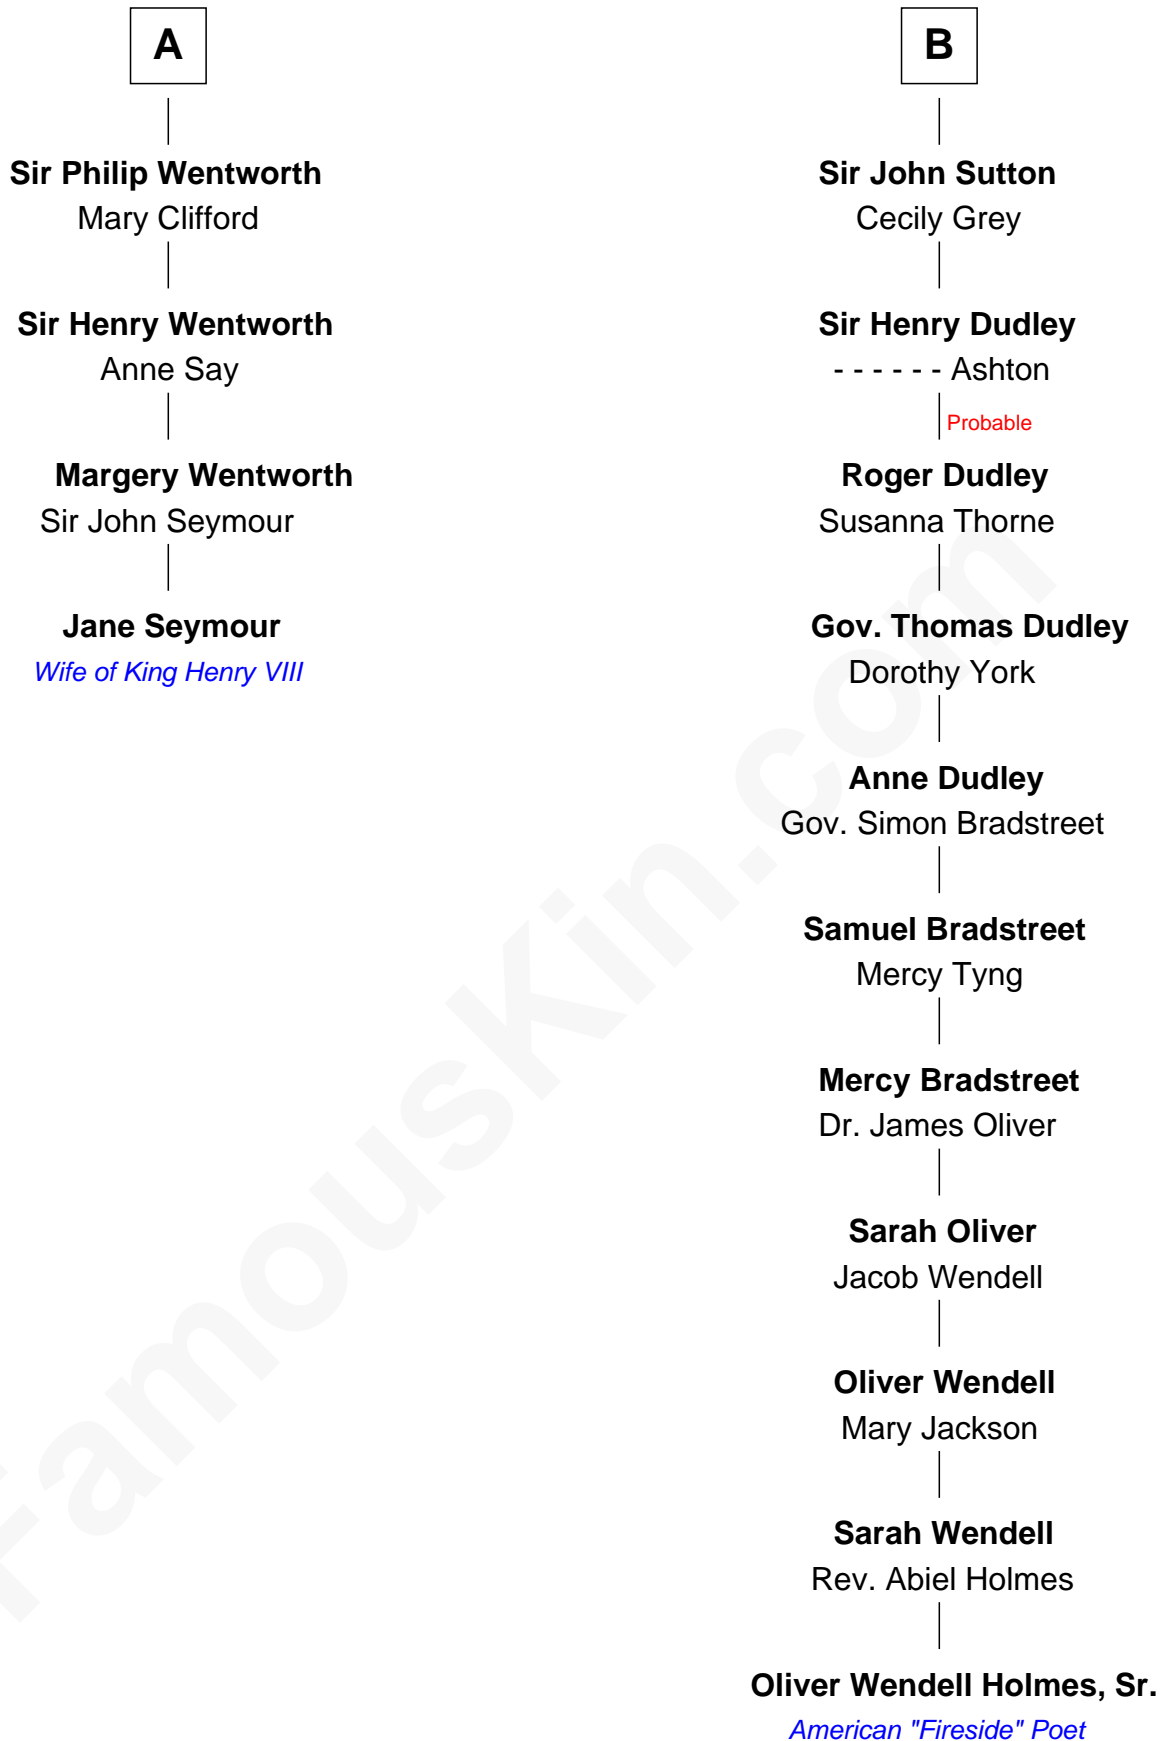 A
Sir Philip Wentworth
Mary Clifford
Sir Henry Wentworth
Anne Say
Margery Wentworth
Sir John Seymour
Jane Seymour
Wife of King Henry VIII
B
Sir John Sutton
Cecily Grey
Sir Henry Dudley
- - - - - - Ashton
Probable
Roger Dudley
Susanna Thorne
Gov. Thomas Dudley
Dorothy York
Anne Dudley
Gov. Simon Bradstreet
Samuel Bradstreet
Mercy Tyng
Mercy Bradstreet
Dr. James Oliver
Sarah Oliver
Jacob Wendell
Oliver Wendell
Mary Jackson
Sarah Wendell
Rev. Abiel Holmes
Oliver Wendell Holmes, Sr.
American "Fireside" Poet
FamousKin.com